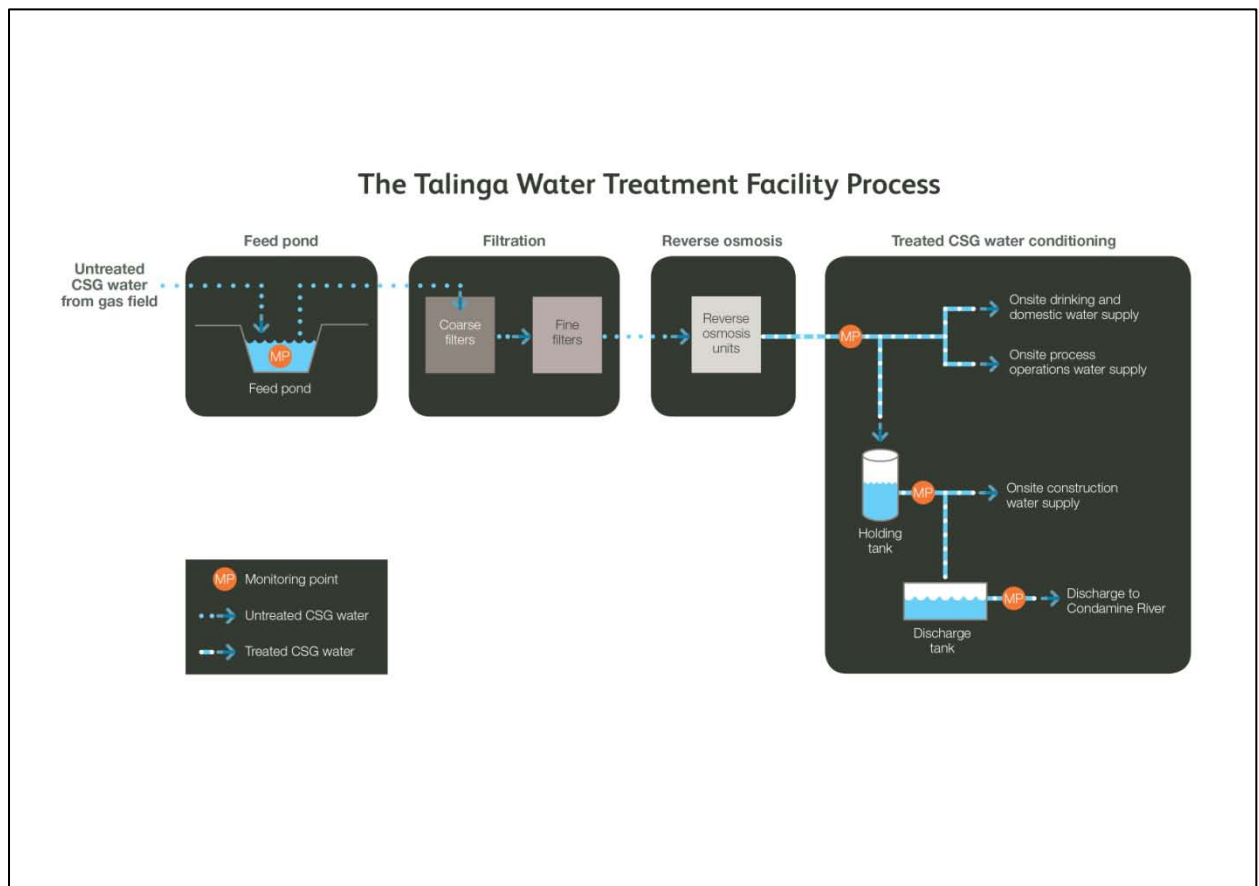 The Talinga Water Treatment Facility Process
Feed pond
Filtration
Reverse osmosis
Treated CSG water conditioning
Untreated
CSG water
from gas field
MP
Feed pond
Coarse
filters
Fine
filters
Reverse
osmosis
units
MP
Onsite drinking and
domestic water supply
Onsite process
operations water supply
Holding
tank
MP
Onsite construction
water supply
Discharge
tank
MP
Discharge to
Condamine River
MP Monitoring point
Untreated CSG water
Treated CSG water